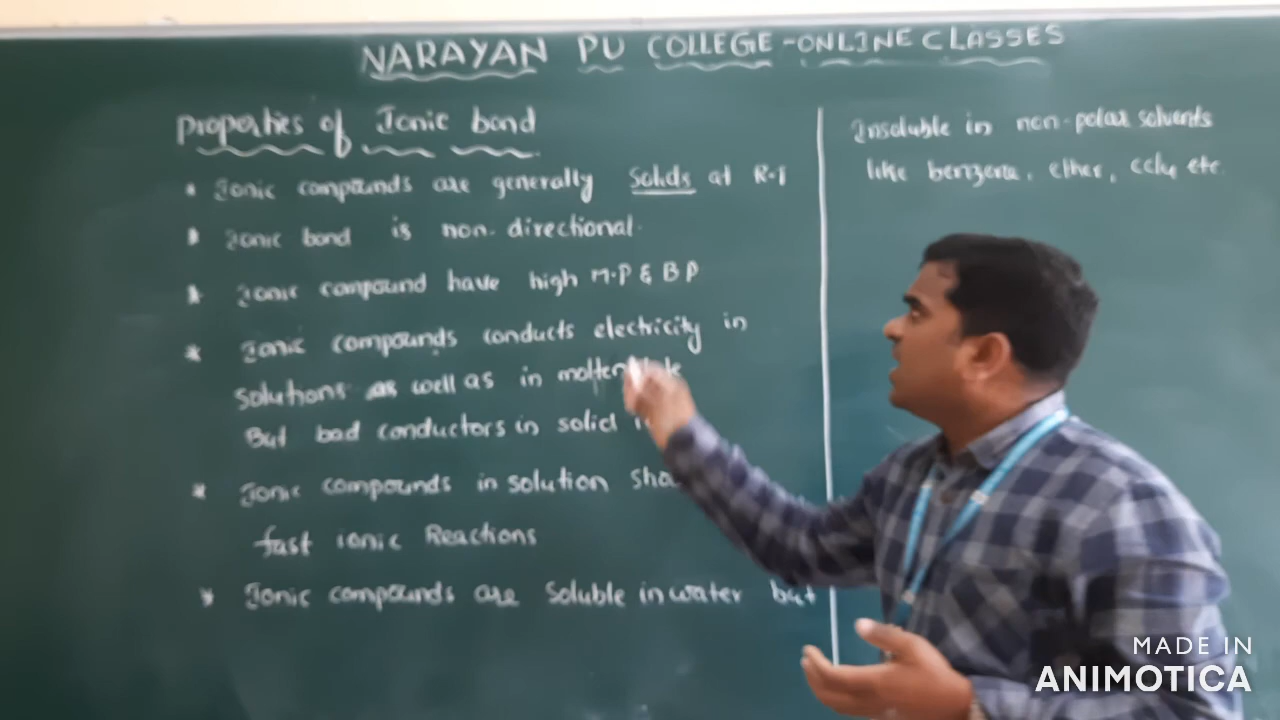 NARAYAN PU COLLEGE - ONLINE CLASSES
Properties of Ionic bond
* Ionic compounds are generally Solids at R.T
* Ionic bond is non-directional.
* Ionic compound have high M.P & B P
* Ionic compounds conducts electricity in
solutions as well as in molten
But bad conductors in solid
* Ionic compounds in solution
fast ionic Reactions
* Ionic compounds are soluble in water but
Insoluble in non-polar solvents
like benzene, ether, CCl4 etc.
MADE IN
ANIMOTICA